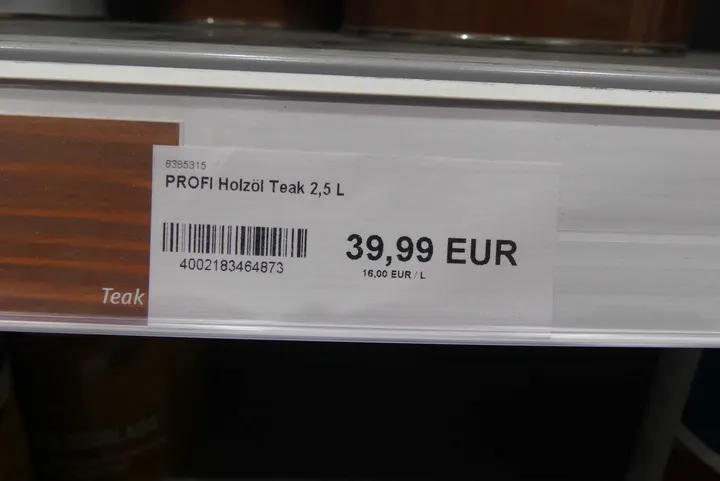 8385315
PROFI Holzöl Teak 2,5 L
4002183464873
39,99 EUR
16,00 EUR / L
Teak